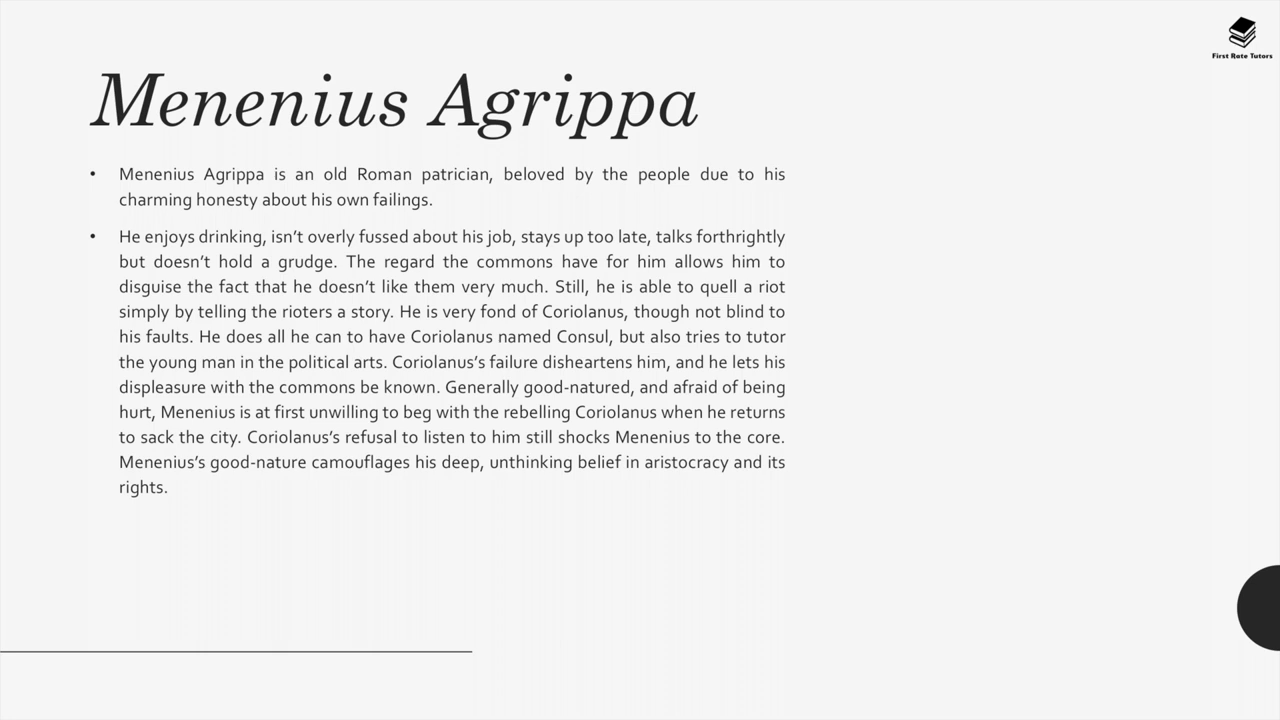 First Rate Tutors
Menenius Agrippa
• Menenius Agrippa is an old Roman patrician, beloved by the people due to his
charming honesty about his own failings.
• He enjoys drinking, isn’t overly fussed about his job, stays up too late, talks forthrightly
but doesn’t hold a grudge. The regard the commons have for him allows him to
disguise the fact that he doesn’t like them very much. Still, he is able to quell a riot
simply by telling the rioters a story. He is very fond of Coriolanus, though not blind to
his faults. He does all he can to have Coriolanus named Consul, but also tries to tutor
the young man in the political arts. Coriolanus’s failure disheartens him, and he lets his
displeasure with the commons be known. Generally good-natured, and afraid of being
hurt, Menenius is at first unwilling to beg with the rebelling Coriolanus when he returns
to sack the city. Coriolanus’s refusal to listen to him still shocks Menenius to the core.
Menenius’s good-nature camouflages his deep, unthinking belief in aristocracy and its
rights.